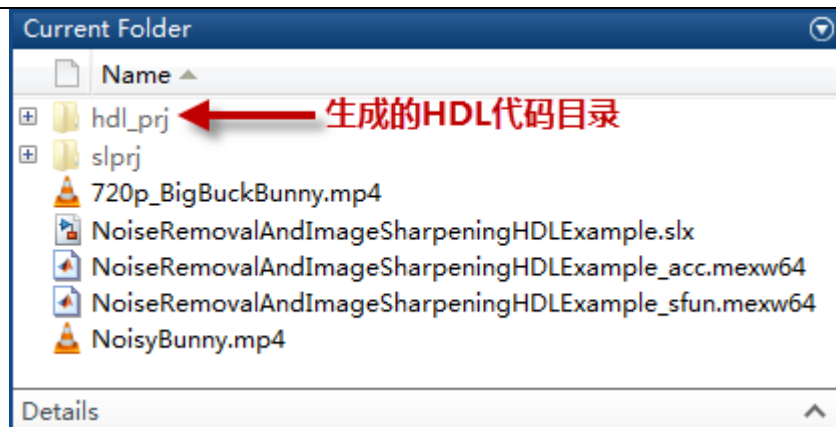 Current Folder
Name
hdl_prj 生成的HDL代码目录
slprj
720p_BigBuckBunny.mp4
NoiseRemovalAndImageSharpeningHDLExample.slx
NoiseRemovalAndImageSharpeningHDLExample_acc.mexw64
NoiseRemovalAndImageSharpeningHDLExample_sfun.mexw64
NoisyBunny.mp4
Details